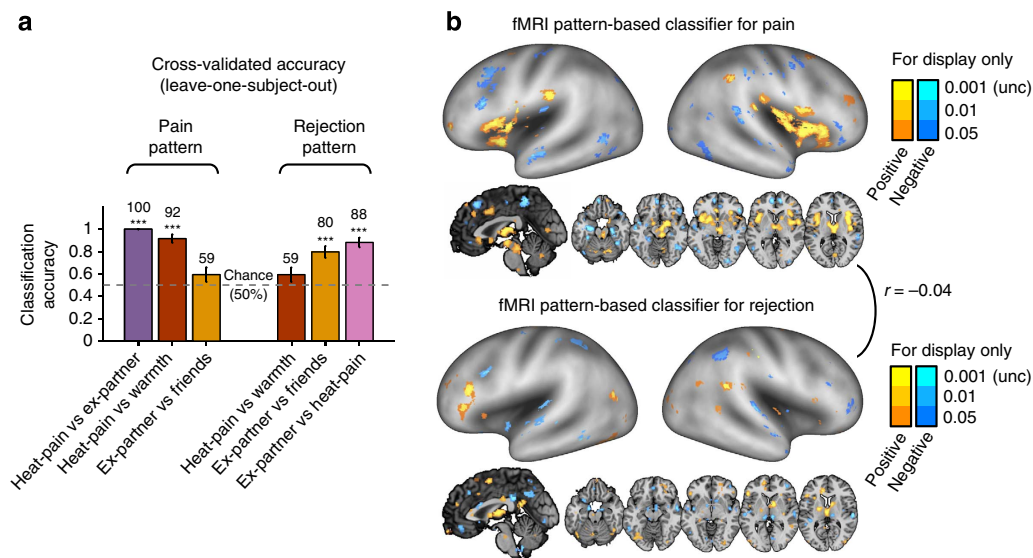 a
Cross-validated accuracy
(leave-one-subject-out)
Pain
pattern
Rejection
pattern
Classification
accuracy
1
0.8
0.6
0.4
0.2
0
100
***
92
***
59
Chance
(50%)
59
80
***
88
***
Heat-pain vs ex-partner
Heat-pain vs warmth
Ex-partner vs friends
Heat-pain vs warmth
Ex-partner vs friends
Ex-partner vs heat-pain
b
fMRI pattern-based classifier for pain
For display only
0.001 (unc)
0.01
0.05
Positive
Negative
r = −0.04
fMRI pattern-based classifier for rejection
For display only
0.001 (unc)
0.01
0.05
Positive
Negative